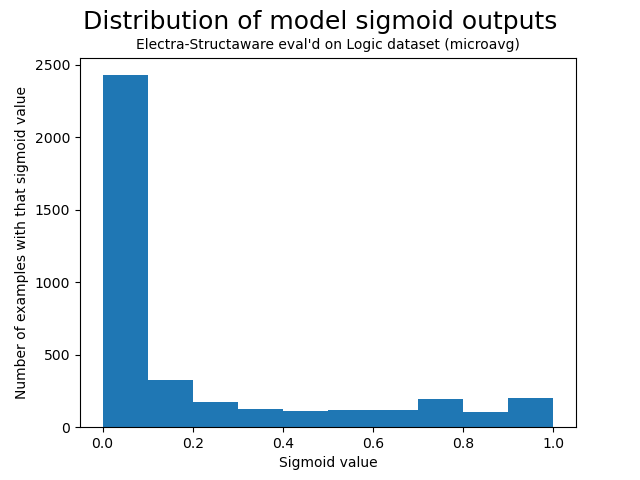 Distribution of model sigmoid outputs
Electra-Structaware eval'd on Logic dataset (microavg)
Number of examples with that sigmoid value
2500
2000
1500
1000
500
0
0.0 0.2 0.4 0.6 0.8 1.0
Sigmoid value